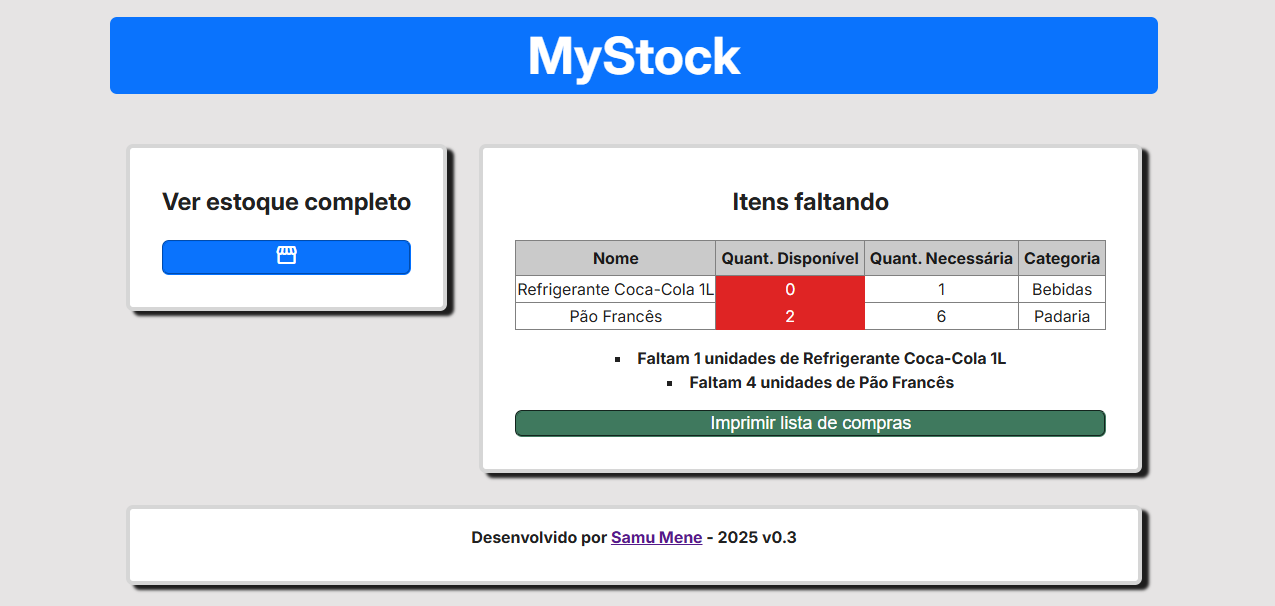 MyStock
Ver estoque completo
Itens faltando
Nome Quant. Disponível Quant. Necessária Categoria
Refrigerante Coca-Cola 1L 0 1 Bebidas
Pão Francês 2 6 Padaria
▪ Faltam 1 unidades de Refrigerante Coca-Cola 1L
▪ Faltam 4 unidades de Pão Francês
Imprimir lista de compras
Desenvolvido por Samu Mene - 2025 v0.3